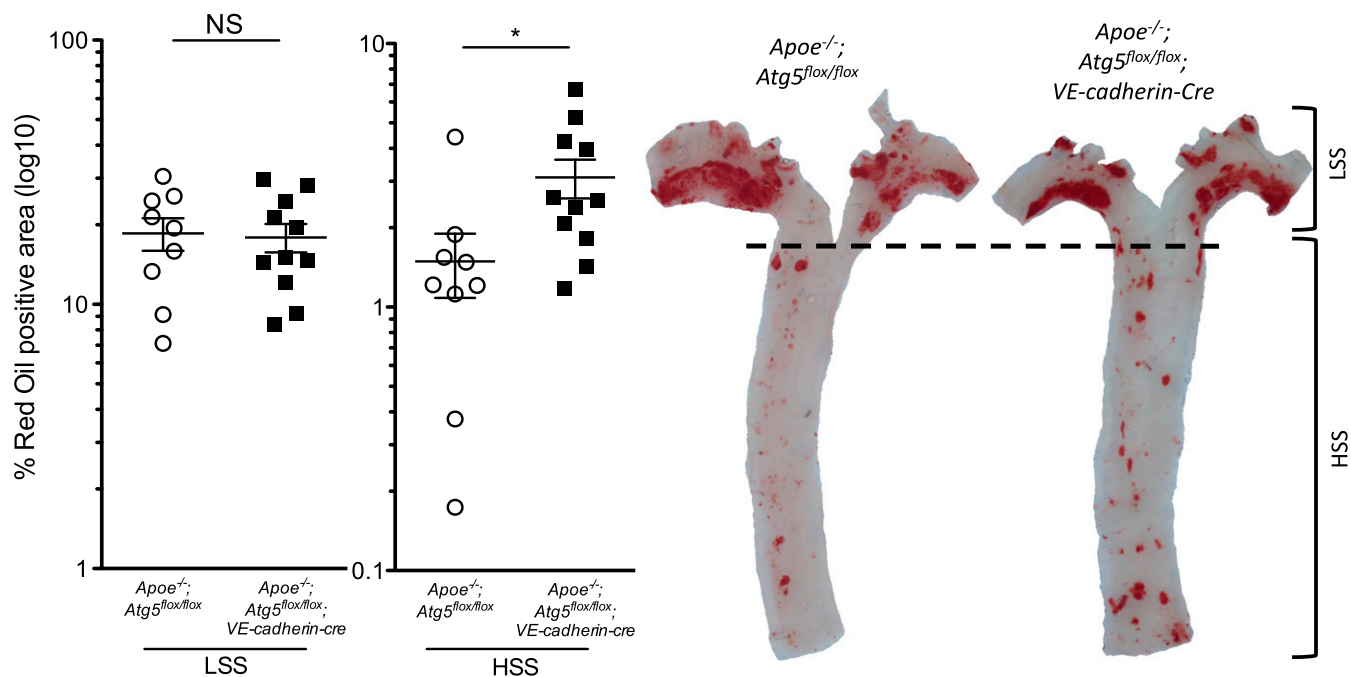 % Red Oil positive area (log10)
100
10
1
NS
Apoe-/-;
Atg5flox/flox
Apoe-/-;
Atg5flox/flox;
VE-cadherin-cre
LSS
10
1
0.1
*
Apoe-/-;
Atg5flox/flox
Apoe-/-;
Atg5flox/flox;
VE-cadherin-cre
HSS
Apoe-/-;
Atg5flox/flox
Apoe-/-;
Atg5flox/flox;
VE-cadherin-Cre
LSS
HSS